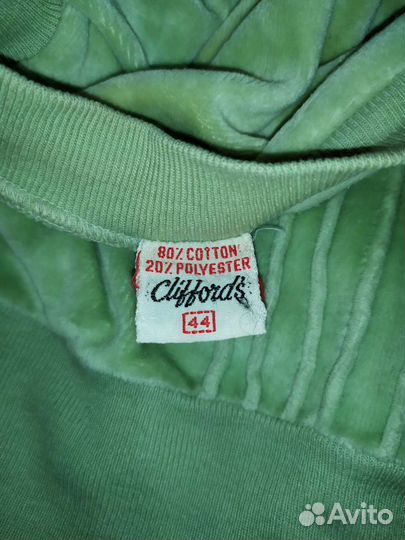 80% COTTON
20% POLYESTER
Clifford's
44
Avito